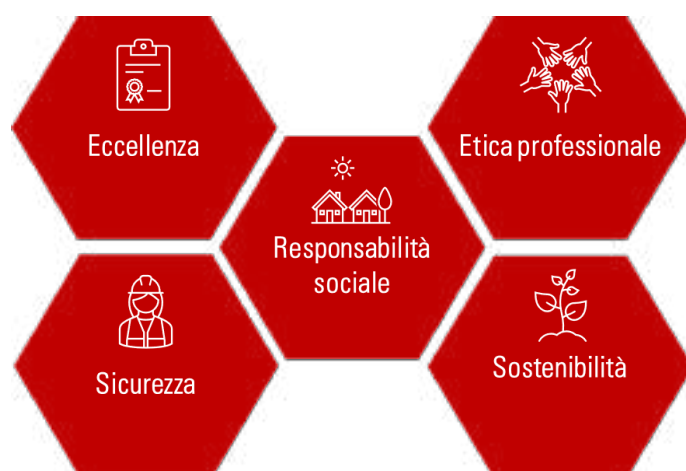 Eccellenza
Etica professionale
Responsabilità
sociale
Sicurezza
Sostenibilità